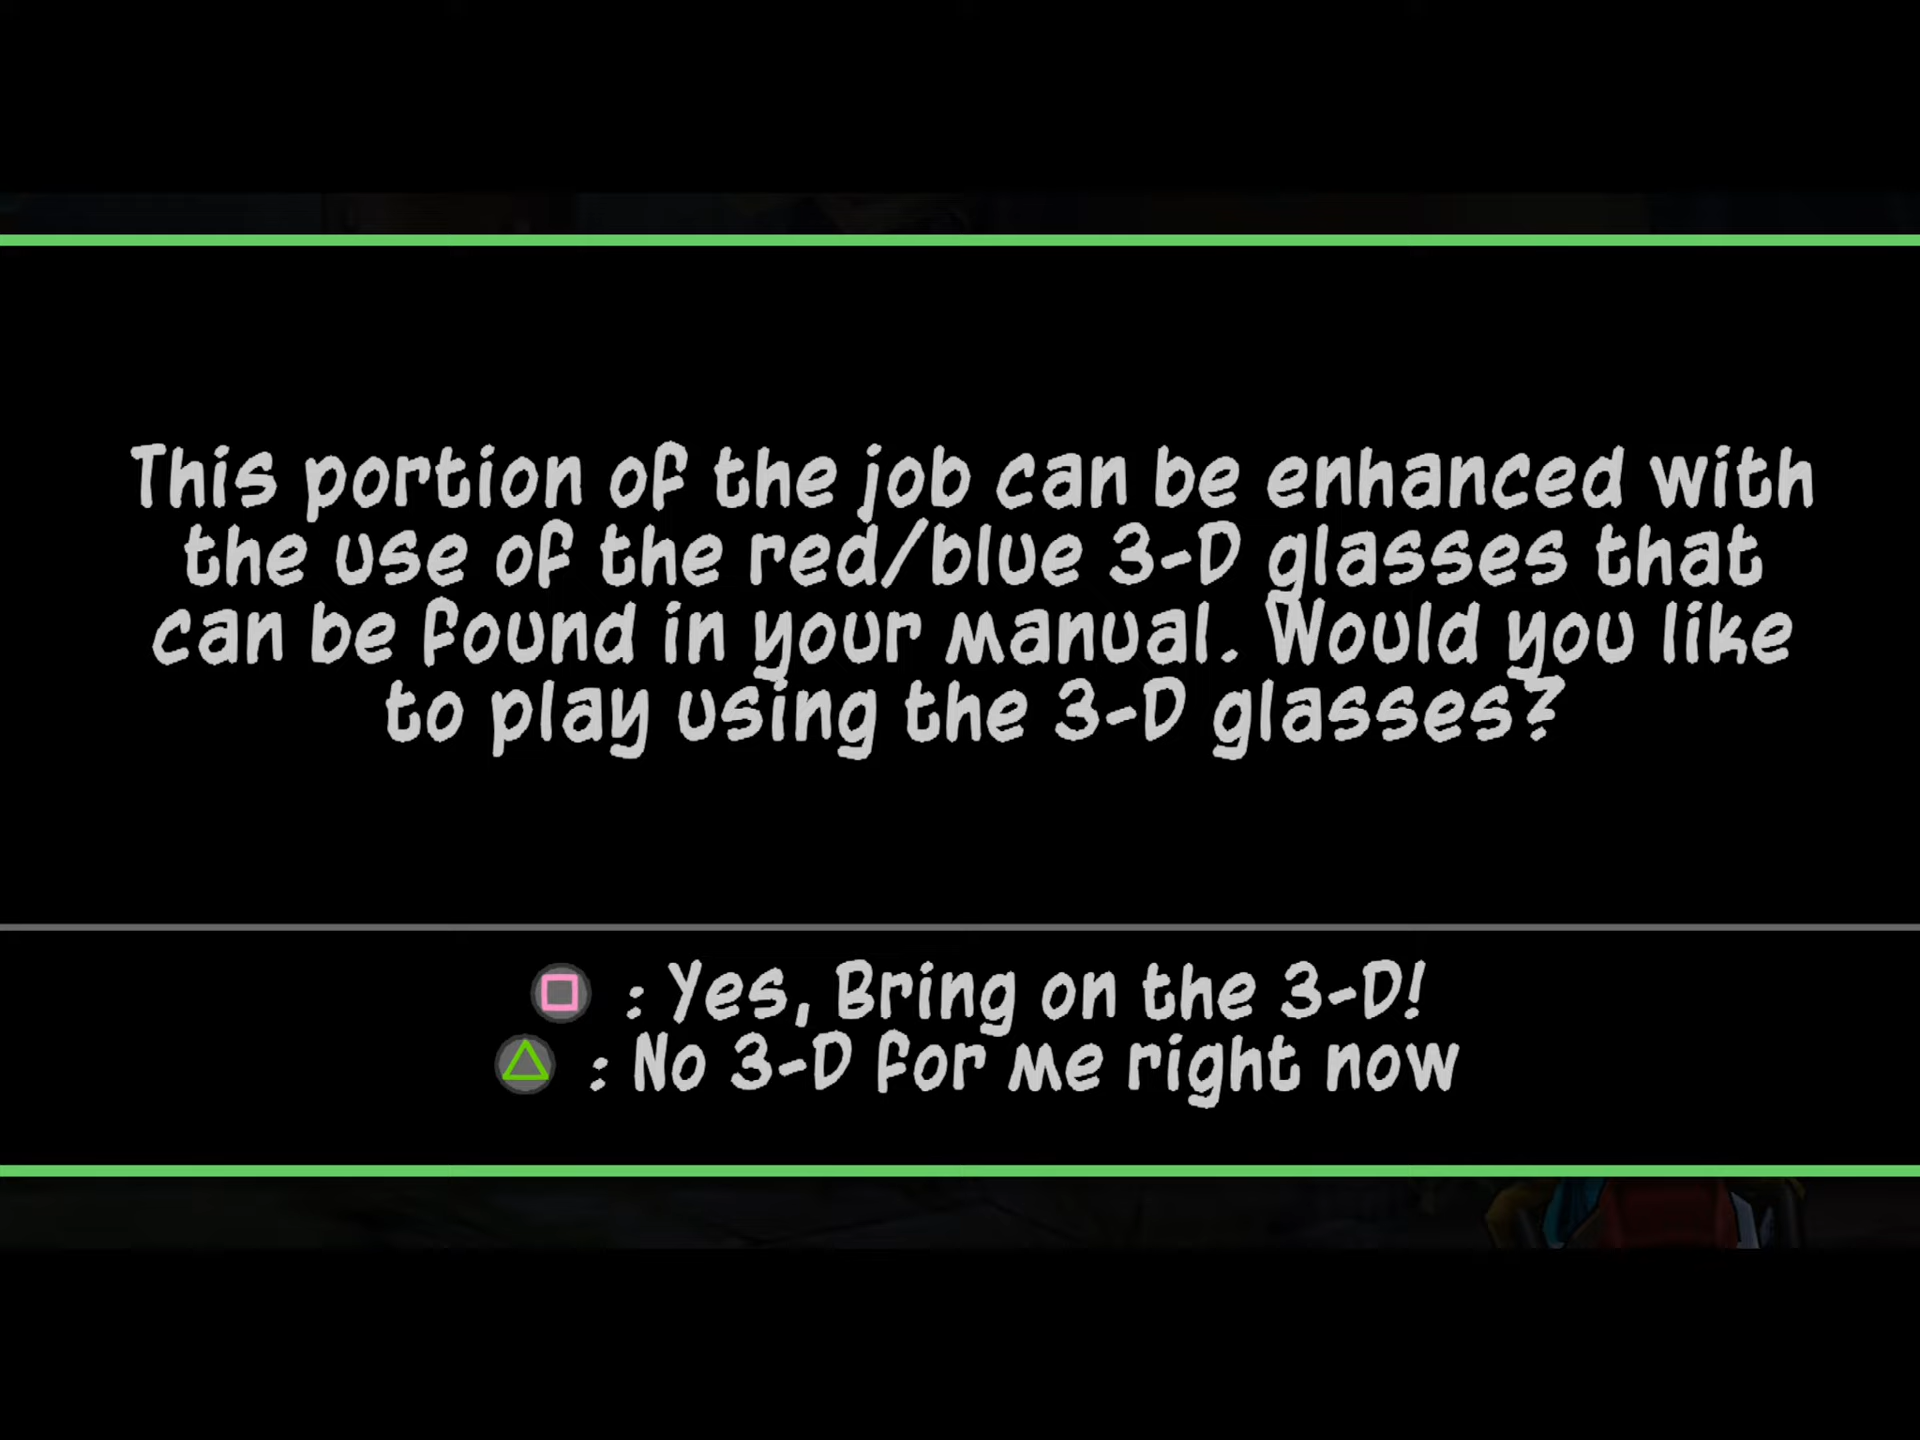 This portion of the job can be enhanced with
the use of the red/blue 3-D glasses that
can be found in your manual. Would you like
to play using the 3-D glasses?
: Yes, Bring on the 3-D!
: No 3-D for me right now